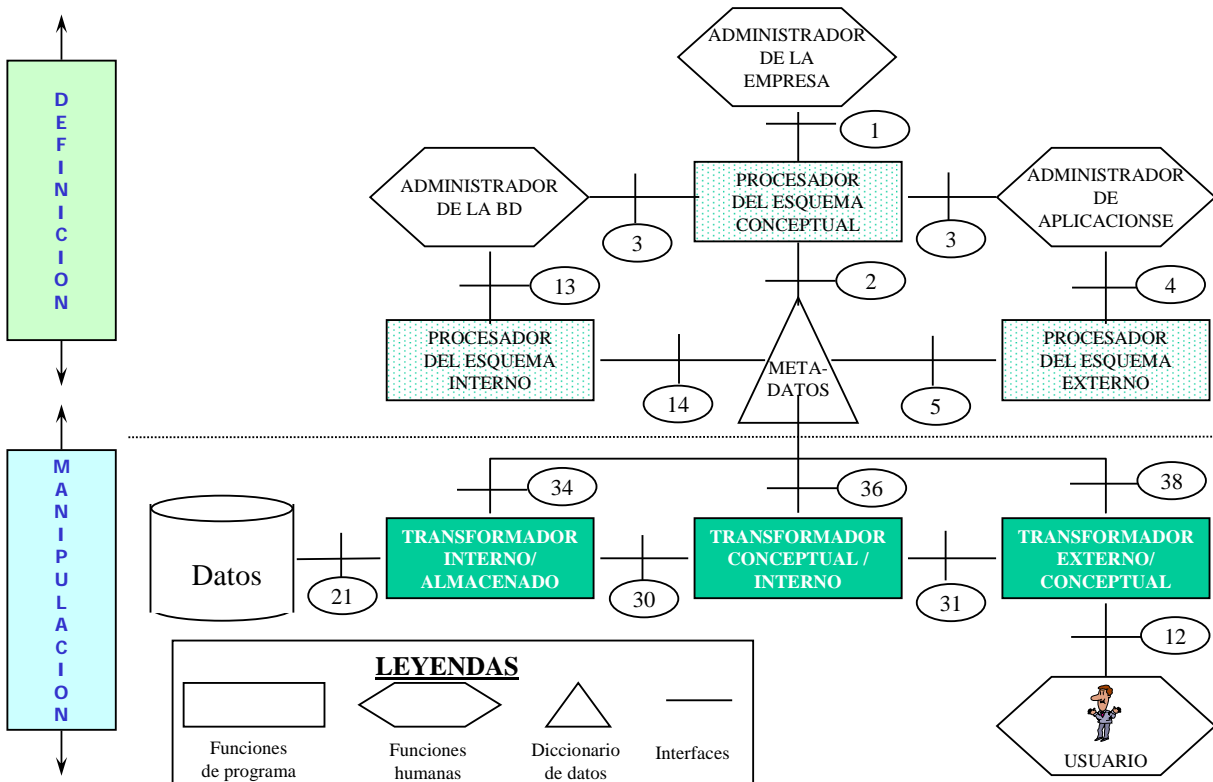 DEFINICION
ADMINISTRADOR
DE LA
EMPRESA
1
ADMINISTRADOR
DE LA BD
3
PROCESADOR
DEL ESQUEMA
CONCEPTUAL
3
ADMINISTRADOR
DE
APLICACIONSE
13
2
4
PROCESADOR
DEL ESQUEMA
INTERNO
14
META-
DATOS
5
PROCESADOR
DEL ESQUEMA
EXTERNO
MANIPULACION
34
36
38
Datos
21
TRANSFORMADOR
INTERNO/
ALMACENADO
30
TRANSFORMADOR
CONCEPTUAL /
INTERNO
31
TRANSFORMADOR
EXTERNO/
CONCEPTUAL
12
USUARIO
LEYENDAS
Funciones
de programa
Funciones
humanas
Diccionario
de datos
Interfaces